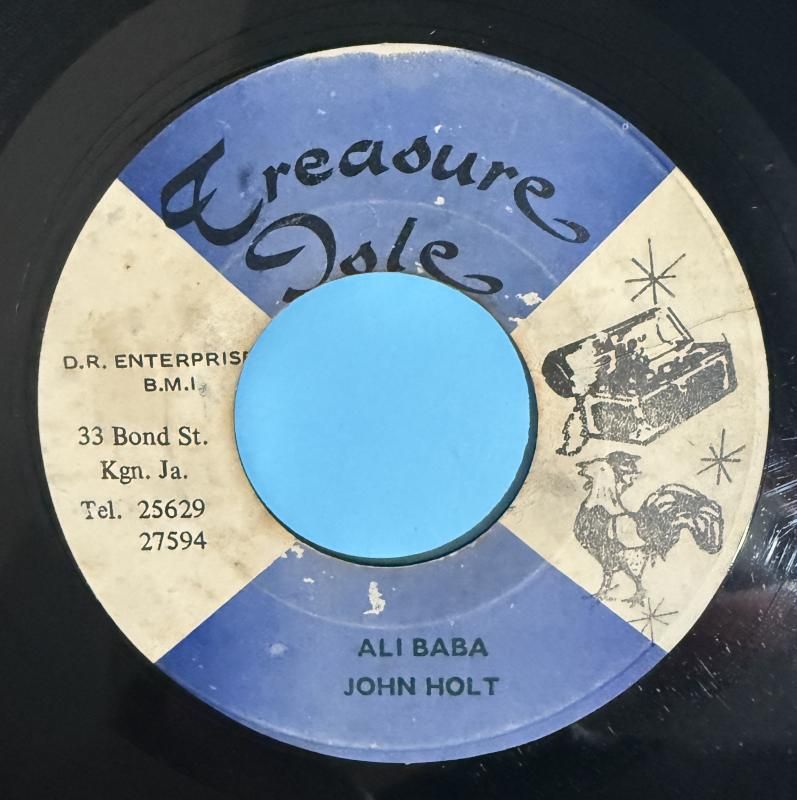 Treasure
Isle
D.R. ENTERPRISE
B.M.I.
33 Bond St.
Kgn. Ja.
Tel. 25629
27594
ALI BABA
JOHN HOLT